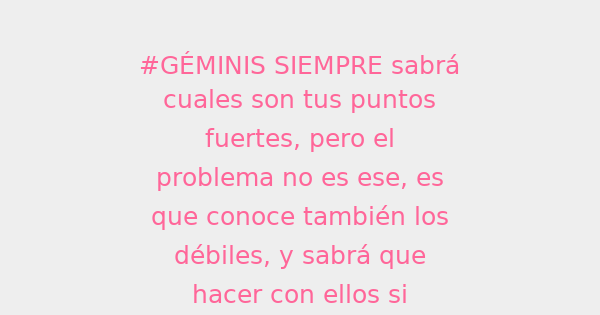 #GÉMINIS SIEMPRE sabrá
cuales son tus puntos
fuertes, pero el
problema no es ese, es
que conoce también los
débiles, y sabrá que
hacer con ellos si